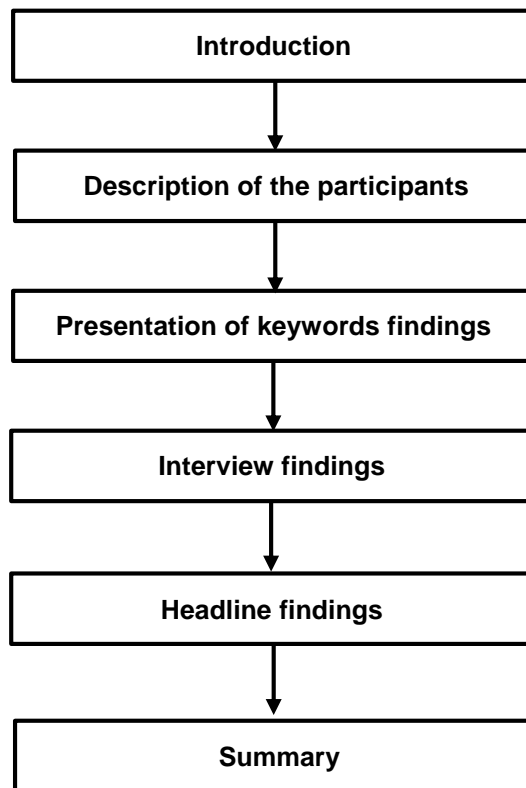 Introduction
Description of the participants
Presentation of keywords findings
Interview findings
Headline findings
Summary